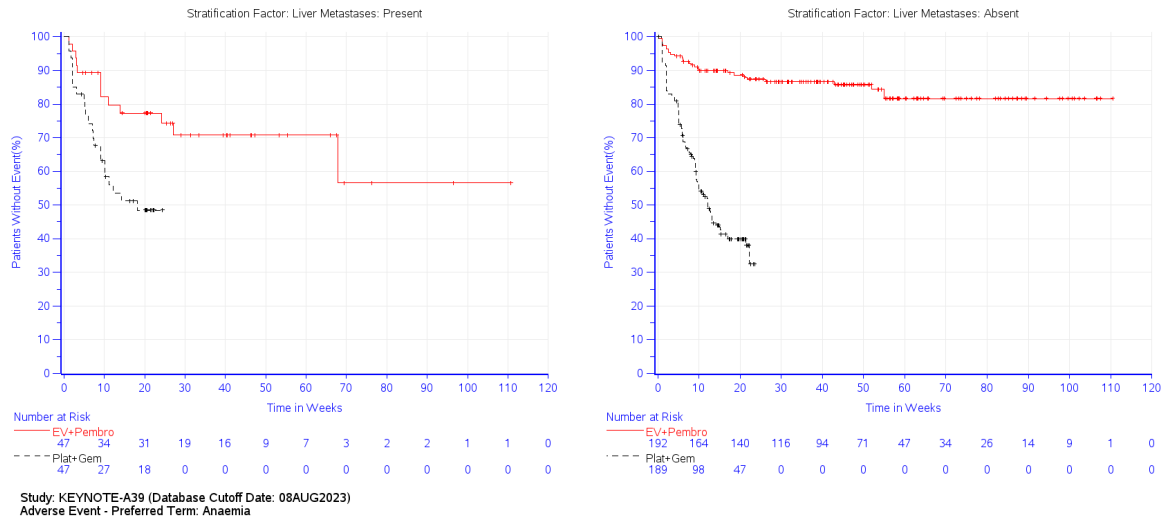 Stratification Factor: Liver Metastases: Present
Patients Without Event(%)
100
90
80
70
60
50
40
30
20
10
0
0 10 20 30 40 50 60 70 80 90 100 110 120
Time in Weeks
Number at Risk
EV+Pembro
47 34 31 19 16 9 7 3 2 2 1 1 0
Plat+Gem
47 27 18 0 0 0 0 0 0 0 0 0 0
Stratification Factor: Liver Metastases: Absent
Patients Without Event(%)
100
90
80
70
60
50
40
30
20
10
0
0 10 20 30 40 50 60 70 80 90 100 110 120
Time in Weeks
Number at Risk
EV+Pembro
192 164 140 116 94 71 47 34 26 14 9 1 0
Plat+Gem
189 98 47 0 0 0 0 0 0 0 0 0 0
Study: KEYNOTE-A39 (Database Cutoff Date: 08AUG2023)
Adverse Event - Preferred Term: Anaemia